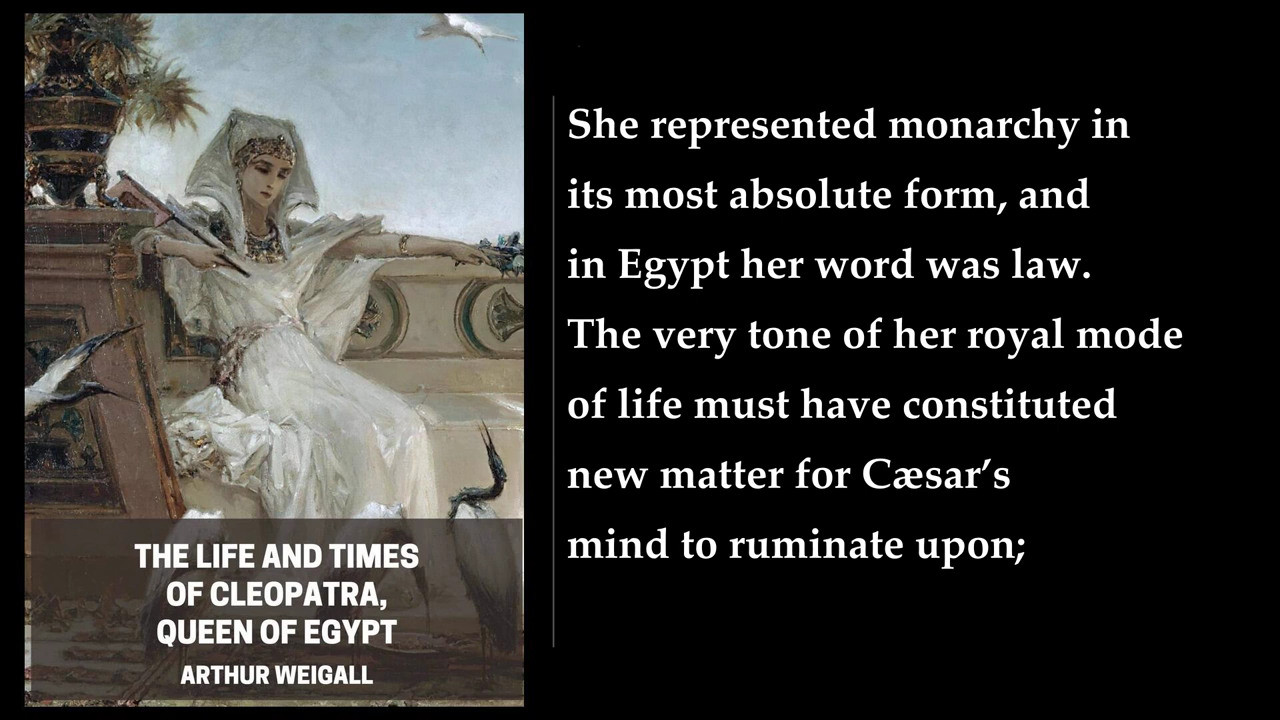 THE LIFE AND TIMES
OF CLEOPATRA,
QUEEN OF EGYPT
ARTHUR WEIGALL
She represented monarchy in
its most absolute form, and
in Egypt her word was law.
The very tone of her royal mode
of life must have constituted
new matter for Cæsar’s
mind to ruminate upon;